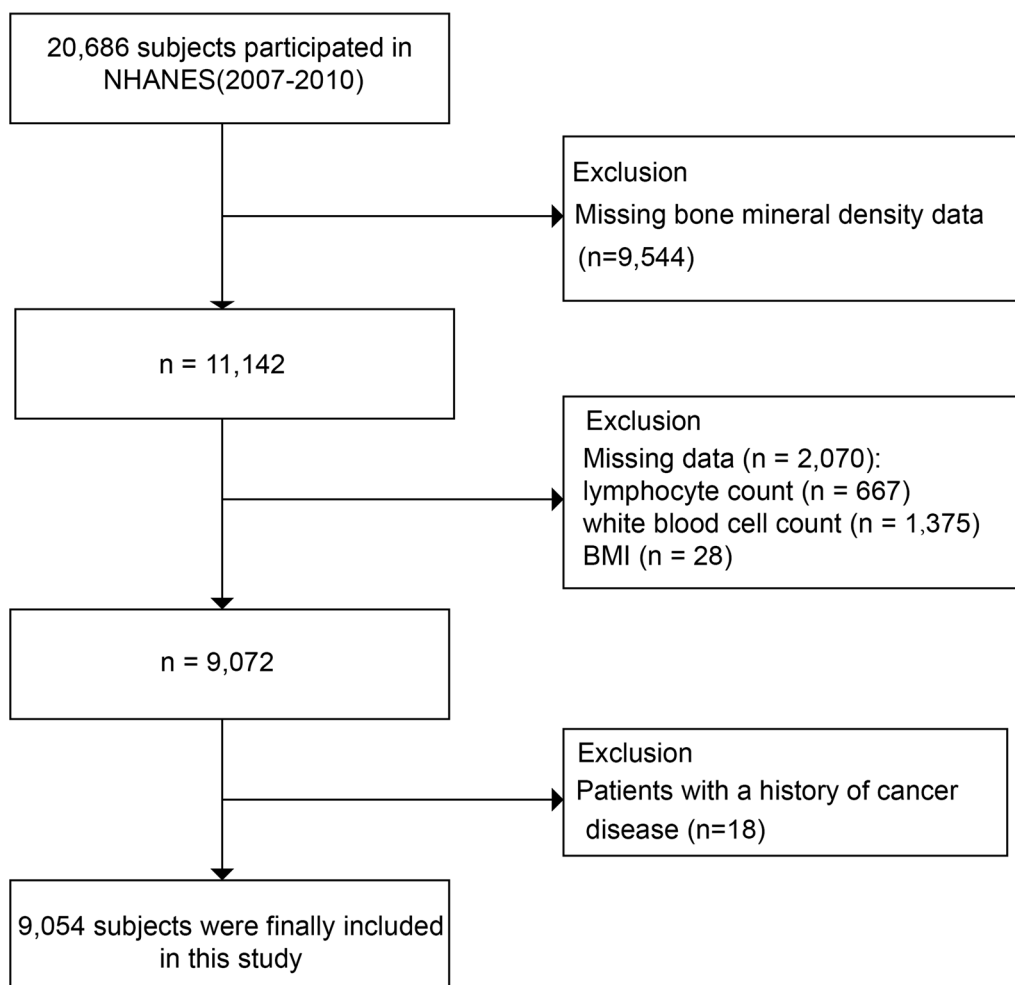 20,686 subjects participated in
NHANES(2007-2010)
Exclusion
Missing bone mineral density data
(n=9,544)
n = 11,142
Exclusion
Missing data (n = 2,070):
lymphocyte count (n = 667)
white blood cell count (n = 1,375)
BMI (n = 28)
n = 9,072
Exclusion
Patients with a history of cancer
disease (n=18)
9,054 subjects were finally included
in this study